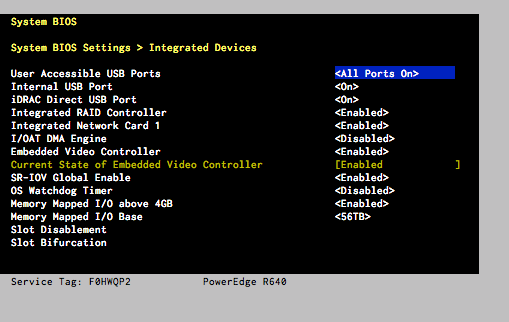 System BIOS
System BIOS Settings > Integrated Devices
User Accessible USB Ports <All Ports On>
Internal USB Port <On>
iDRAC Direct USB Port <On>
Integrated RAID Controller <Enabled>
Integrated Network Card 1 <Enabled>
I/OAT DMA Engine <Disabled>
Embedded Video Controller <Enabled>
Current State of Embedded Video Controller [Enabled ]
SR-IOV Global Enable <Enabled>
OS Watchdog Timer <Disabled>
Memory Mapped I/O above 4GB <Enabled>
Memory Mapped I/O Base <56TB>
Slot Disablement
Slot Bifurcation
Service Tag: F0HWQP2 PowerEdge R640